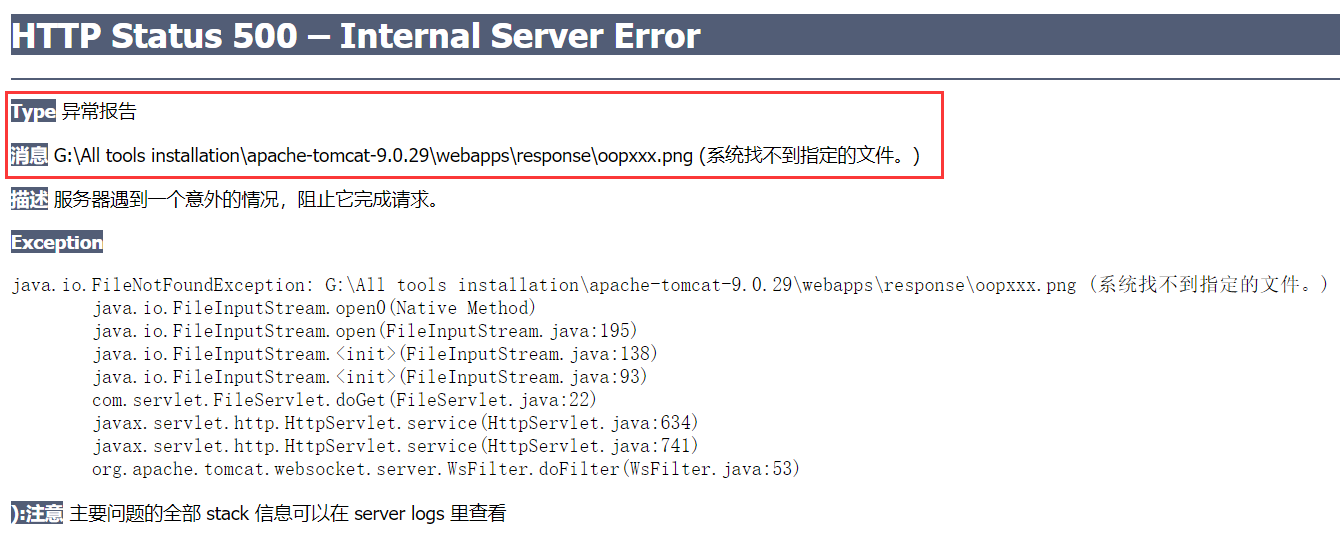 HTTP Status 500 – Internal Server Error
Type 异常报告
消息 G:\All tools installation\apache-tomcat-9.0.29\webapps\response\oopxxx.png (系统找不到指定的文件。)
描述 服务器遇到一个意外的情况，阻止它完成请求。
Exception
java.io.FileNotFoundException: G:\All tools installation\apache-tomcat-9.0.29\webapps\response\oopxxx.png (系统找不到指定的文件。)
java.io.FileInputStream.open0(Native Method)
java.io.FileInputStream.open(FileInputStream.java:195)
java.io.FileInputStream.<init>(FileInputStream.java:138)
java.io.FileInputStream.<init>(FileInputStream.java:93)
com.servlet.FileServlet.doGet(FileServlet.java:22)
javax.servlet.http.HttpServlet.service(HttpServlet.java:634)
javax.servlet.http.HttpServlet.service(HttpServlet.java:741)
org.apache.tomcat.websocket.server.WsFilter.doFilter(WsFilter.java:53)
):注意 主要问题的全部 stack 信息可以在 server logs 里查看